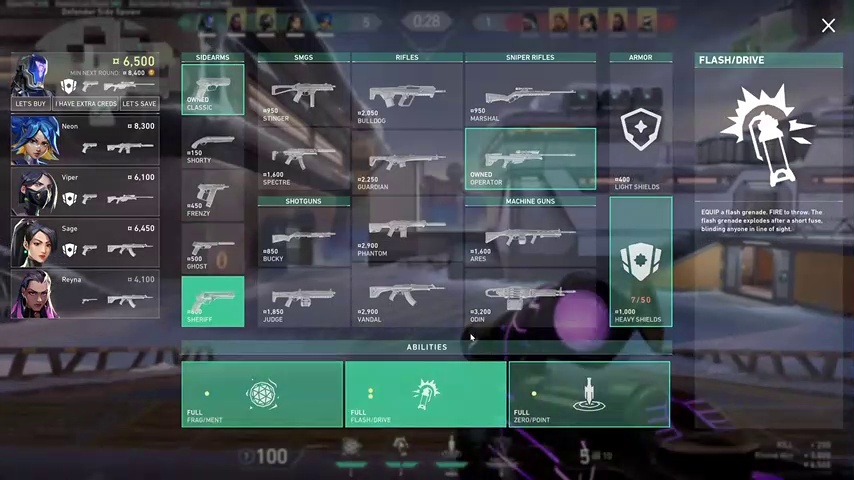 Defender Side Spawn
5
0:28
1
6,500
MIN NEXT ROUND: 8,400
LET'S BUY
I HAVE EXTRA CREDS
LET'S SAVE
Neon
8,300
Viper
6,100
Sage
6,450
Reyna
4,100
SIDEARMS
OWNED
CLASSIC
150
SHORTY
450
FRENZY
500
GHOST
SHERIFF
SMGS
950
STINGER
1,600
SPECTRE
SHOTGUNS
850
BUCKY
1,850
JUDGE
RIFLES
2,050
BULLDOG
2,250
GUARDIAN
2,900
PHANTOM
2,900
VANDAL
SNIPER RIFLES
950
MARSHAL
OWNED
OPERATOR
MACHINE GUNS
1,600
ARES
3,200
ODIN
ARMOR
400
LIGHT SHIELDS
7/50
1,000
HEAVY SHIELDS
FLASH/DRIVE
EQUIP a flash grenade. FIRE to throw. The
flash grenade explodes after a short fuse,
blinding anyone in line of sight.
ABILITIES
FULL
FRAG/MENT
FULL
FLASH/DRIVE
FULL
ZERO/POINT
100
5